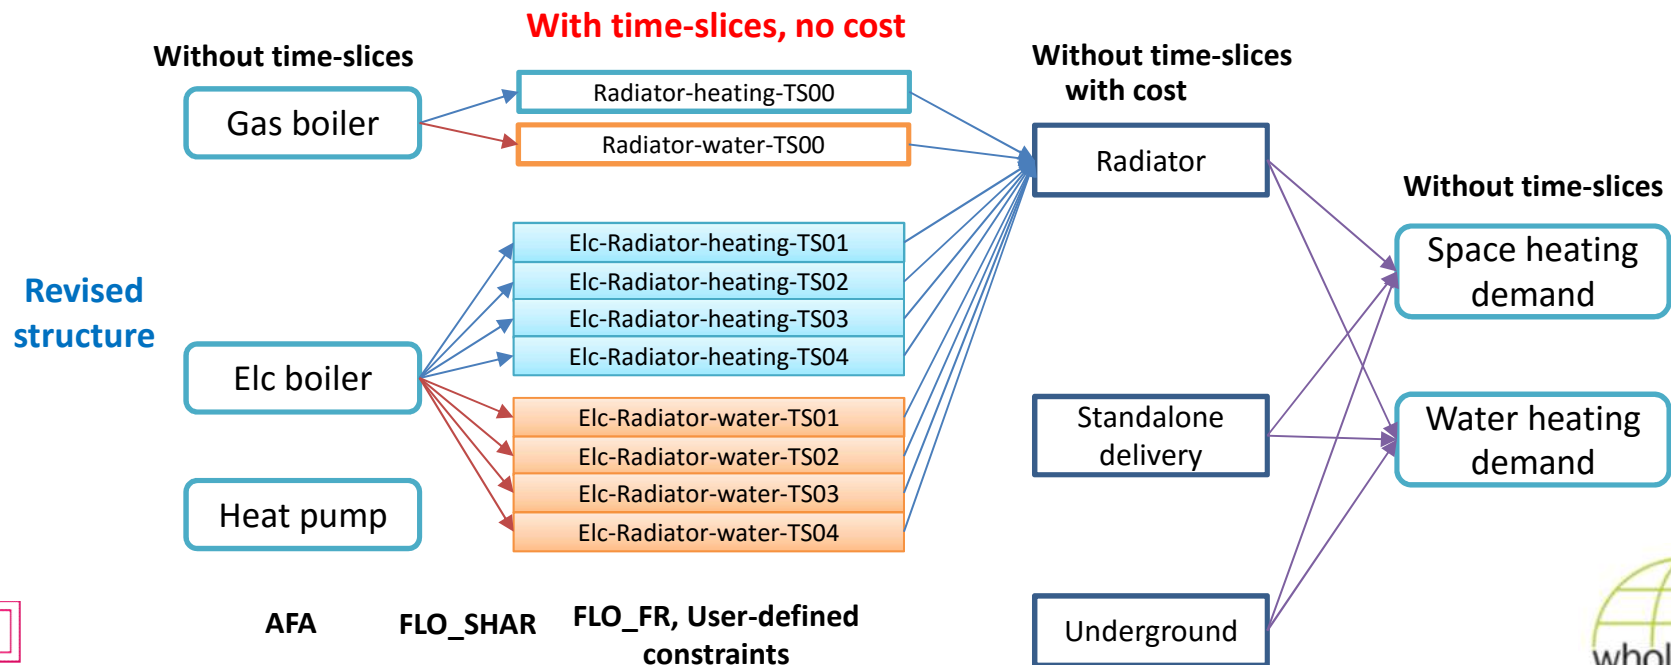 With time-slices, no cost
Without time-slices
Without time-slices
with cost
Gas boiler
Radiator-heating-TS00
Radiator-water-TS00
Radiator
Without time-slices
Elc-Radiator-heating-TS01
Elc-Radiator-heating-TS02
Elc-Radiator-heating-TS03
Elc-Radiator-heating-TS04
Space heating
demand
Revised
structure
Elc boiler
Elc-Radiator-water-TS01
Elc-Radiator-water-TS02
Elc-Radiator-water-TS03
Elc-Radiator-water-TS04
Standalone
delivery
Water heating
demand
Heat pump
AFA
FLO_SHAR
FLO_FR, User-defined
constraints
Underground